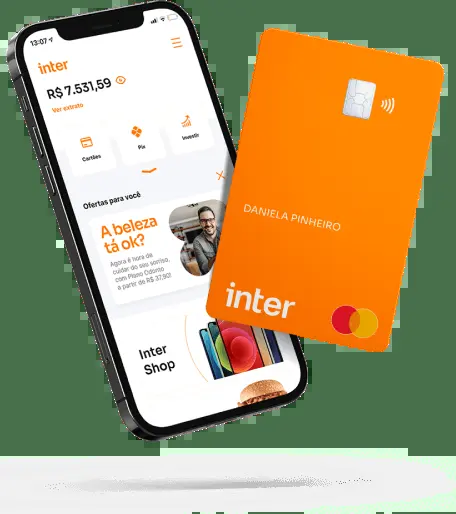 13:07
inter
R$ 7.531,59
Ver extrato
Cartões
Pix
Investir
Ofertas para você
A beleza
tá ok?
Agora é hora de
cuidar do seu sorriso,
com Plano Odonto
a partir de R$ 37,90!
Inter
Shop
DANIELA PINHEIRO
inter